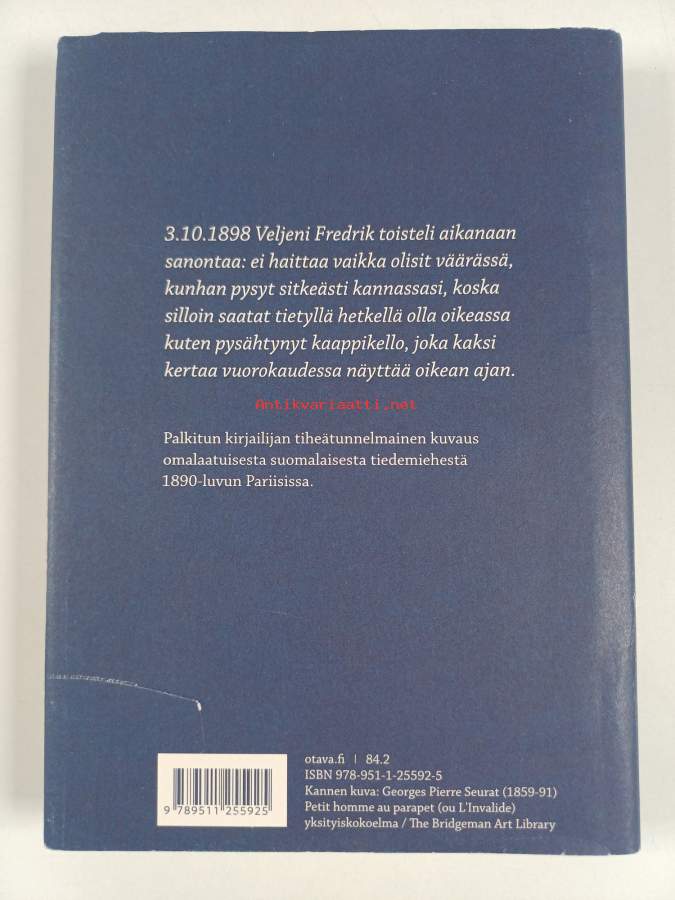 3.10.1898 Veljeni Fredrik toisteli aikanaan
sanontaa: ei haittaa vaikka olisit väärässä,
kunhan pysyt sitkeästi kannassasi, koska
silloin saatat tietyllä hetkellä olla oikeassa
kuten pysähtynyt kaappikello, joka kaksi
kertaa vuorokaudessa näyttää oikean ajan.
Antikvariaatti.net
Palkitun kirjailijan tiheätunnelmainen kuvaus
omalaatuisesta suomalaisesta tiedemiehestä
1890-luvun Pariisissa.
otava.fi | 84.2
ISBN 978-951-1-25592-5
Kannen kuva: Georges Pierre Seurat (1859-91)
Petit homme au parapet (ou L'Invalide)
yksityiskokoelma / The Bridgeman Art Library
9 789511 255925